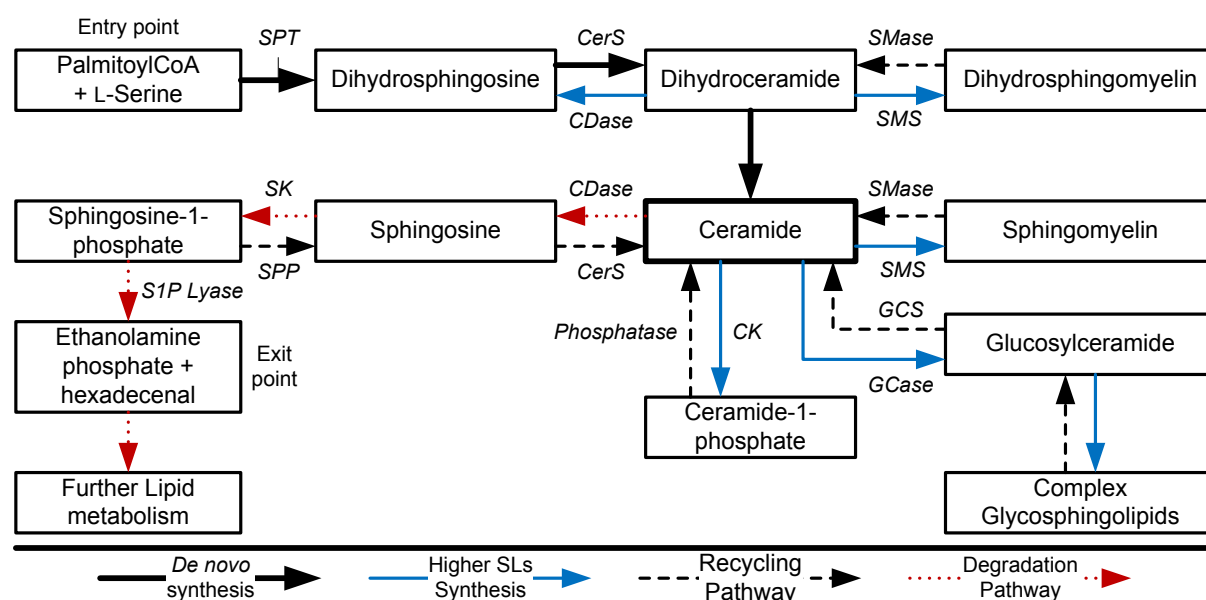 Entry point
SPT
CerS
SMase
PalmitoylCoA
+ L-Serine
Dihydrosphingosine
Dihydroceramide
Dihydrosphingomyelin
CDase
SMS
SK
CDase
SMase
Sphingosine-1-
phosphate
Sphingosine
Ceramide
Sphingomyelin
SPP
CerS
SMS
S1P Lyase
GCS
Phosphatase
CK
Ethanolamine
phosphate +
hexadecenal
Exit
point
Glucosylceramide
GCase
Ceramide-1-
phosphate
Further Lipid
metabolism
Complex
Glycosphingolipids
De novo
synthesis
Higher SLs
Synthesis
Recycling
Pathway
Degradation
Pathway